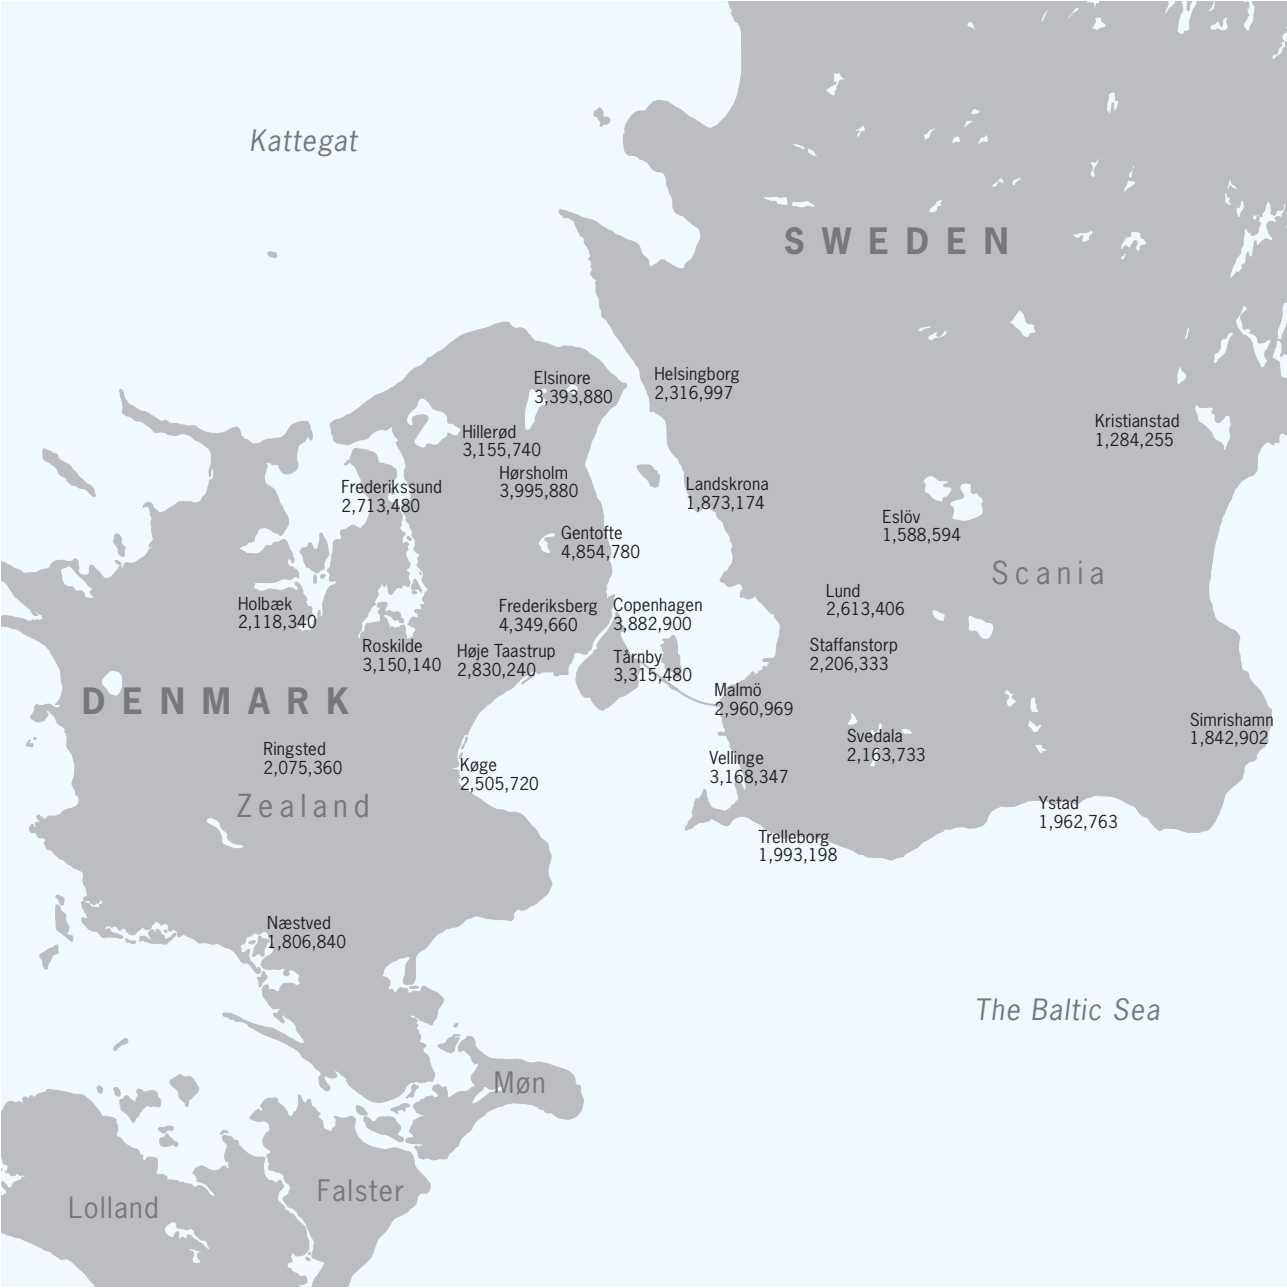 Kattegat
SWEDEN
Elsinore
3,393,880
Helsingborg
2,316,997
Hillerød
3,155,740
Kristianstad
1,284,255
Hørsholm
3,995,880
Frederikssund
2,713,480
Landskrona
1,873,174
Eslöv
1,588,594
Gentofte
4,854,780
Scania
Lund
2,613,406
Holbæk
2,118,340
Frederiksberg
4,349,660
Copenhagen
3,882,900
Roskilde
3,150,140
Høje Taastrup
2,830,240
Tårnby
3,315,480
Staffanstorp
2,206,333
DENMARK
Malmö
2,960,969
Simrishamn
1,842,902
Svedala
2,163,733
Ringsted
2,075,360
Køge
2,505,720
Vellinge
3,168,347
Zealand
Ystad
1,962,763
Trelleborg
1,993,198
Næstved
1,806,840
The Baltic Sea
Møn
Falster
Lolland